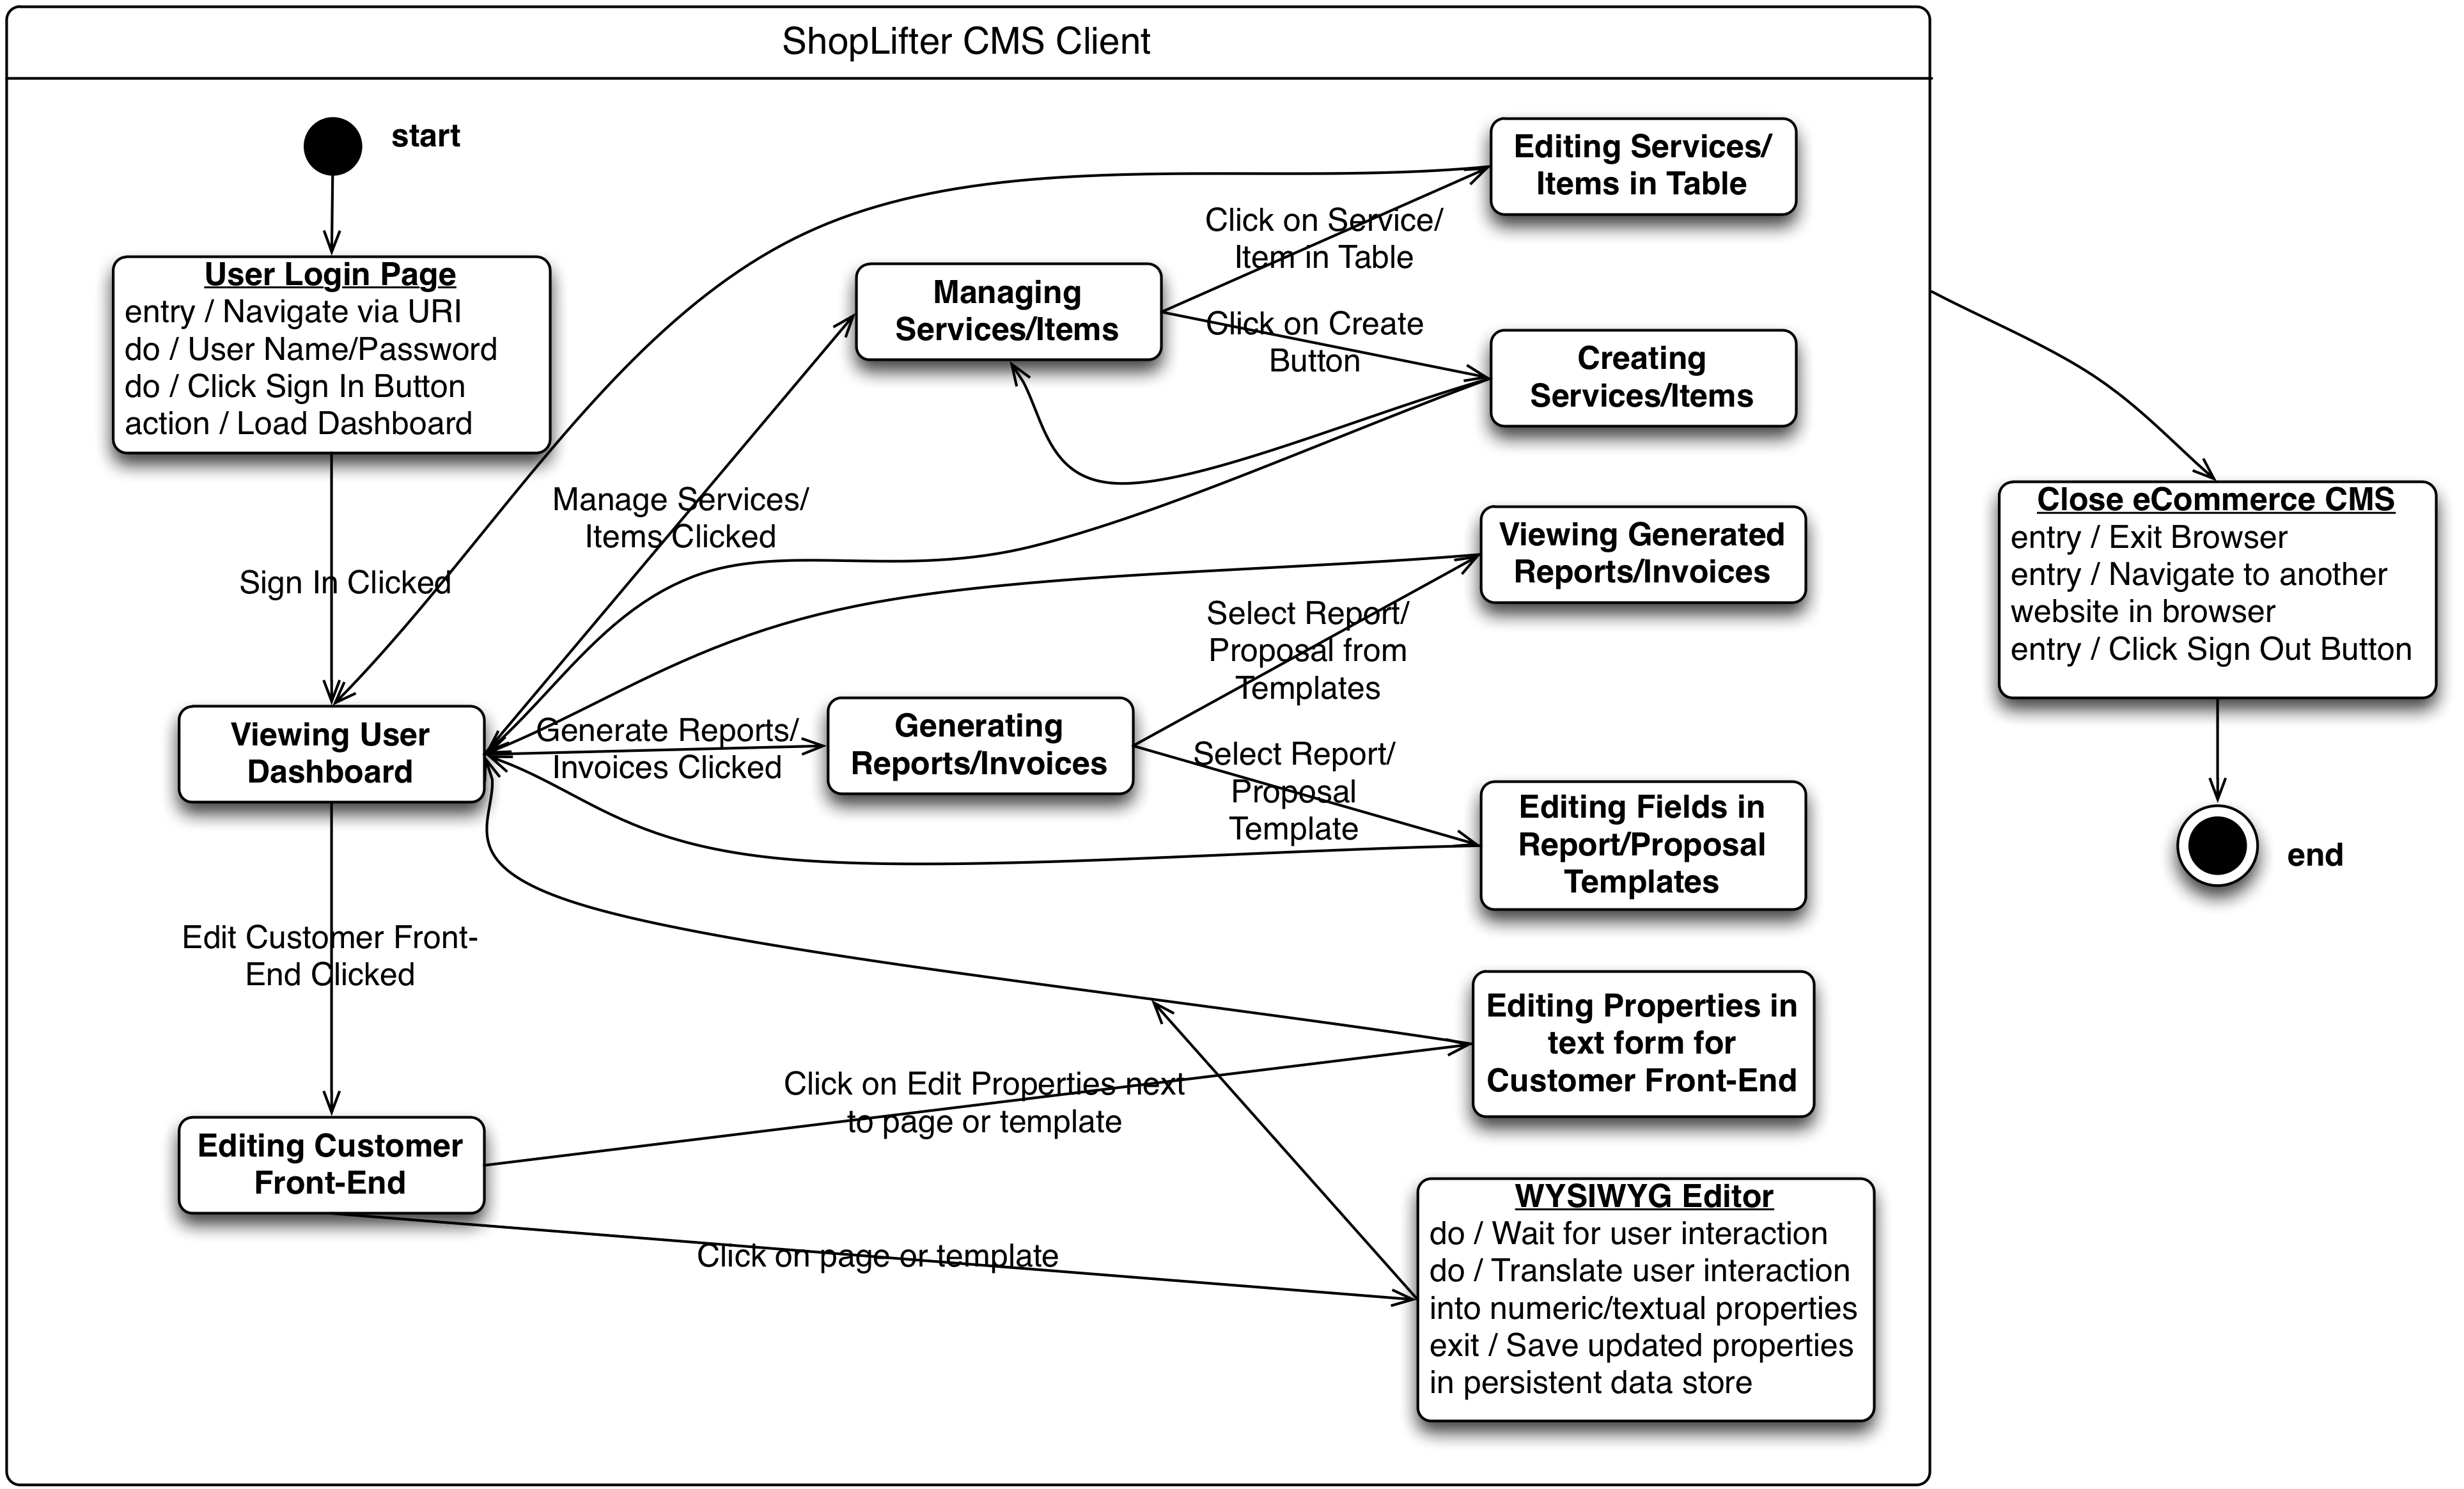 ShopLifter CMS Client
start
User Login Page
entry / Navigate via URI
do / User Name/Password
do / Click Sign In Button
action / Load Dashboard
Sign In Clicked
Viewing User
Dashboard
Edit Customer Front-
End Clicked
Editing Customer
Front-End
Manage Services/
Items Clicked
Managing
Services/Items
Click on Service/
Item in Table
Click on Create
Button
Editing Services/
Items in Table
Creating
Services/Items
Generate Reports/
Invoices Clicked
Generating
Reports/Invoices
Select Report/
Proposal from
Templates
Select Report/
Proposal
Template
Viewing Generated
Reports/Invoices
Editing Fields in
Report/Proposal
Templates
Click on Edit Properties next
to page or template
Editing Properties in
text form for
Customer Front-End
Click on page or template
WYSIWYG Editor
do / Wait for user interaction
do / Translate user interaction
into numeric/textual properties
exit / Save updated properties
in persistent data store
Close eCommerce CMS
entry / Exit Browser
entry / Navigate to another
website in browser
entry / Click Sign Out Button
end